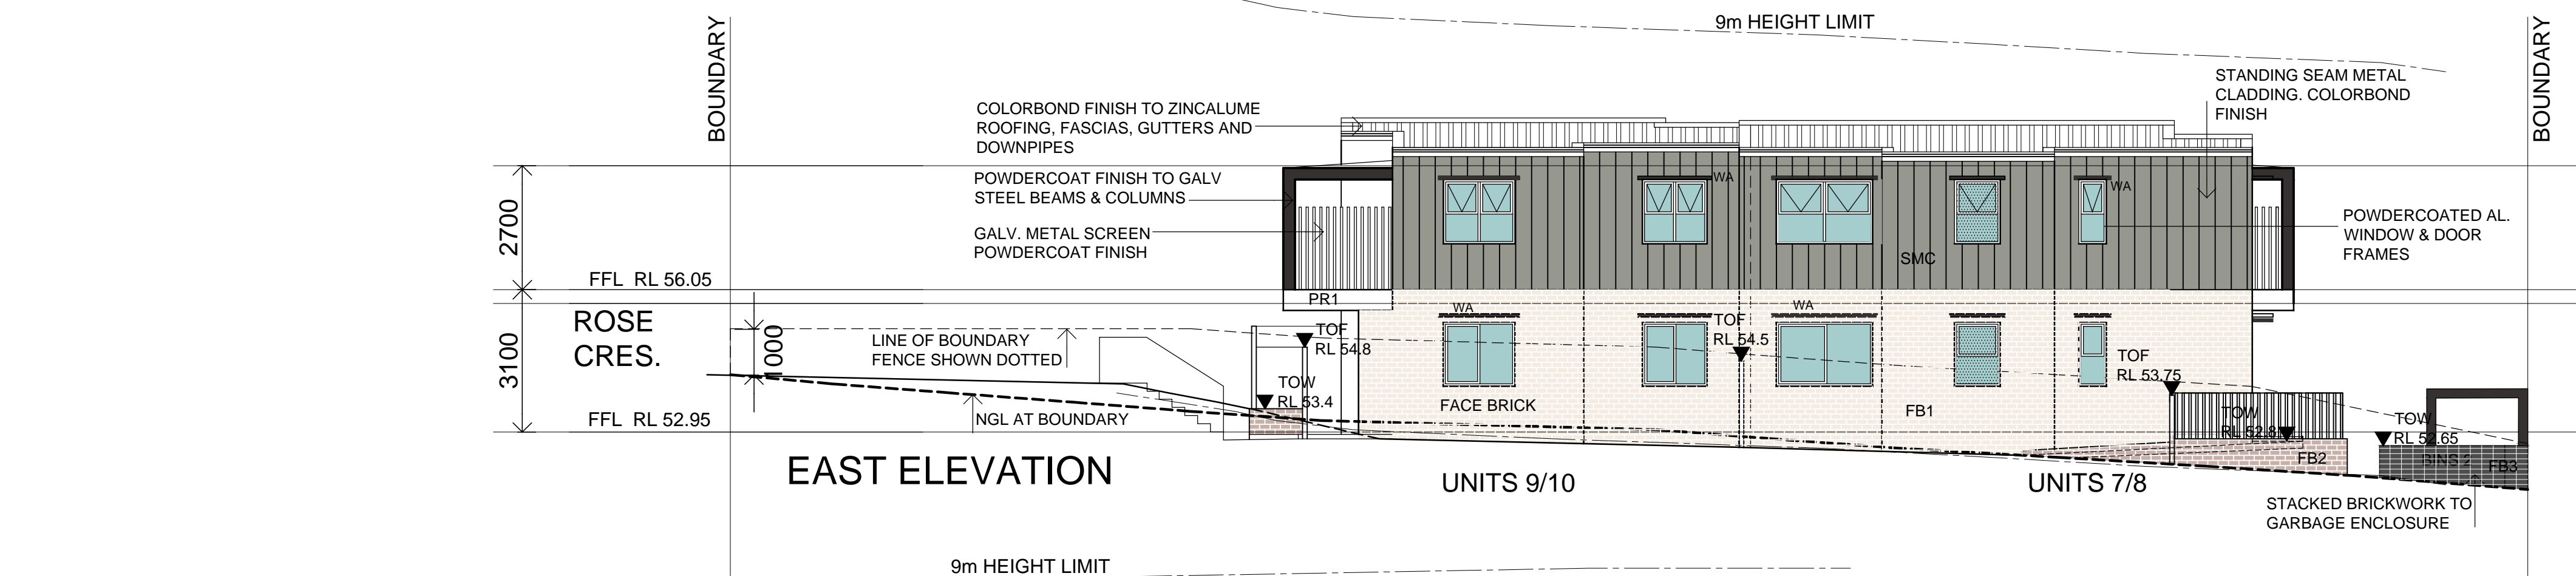 9m HEIGHT LIMIT
BOUNDARY
BOUNDARY
STANDING SEAM METAL
CLADDING. COLORBOND
FINISH
COLORBOND FINISH TO ZINCALUME
ROOFING, FASCIAS, GUTTERS AND
DOWNPIPES
POWDERCOAT FINISH TO GALV
STEEL BEAMS & COLUMNS
GALV. METAL SCREEN
POWDERCOAT FINISH
WA
WA
POWDERCOATED AL.
WINDOW & DOOR
FRAMES
2700
SMC
FFL RL 56.05
PR1
WA
WA
ROSE
CRES.
3100
1000
LINE OF BOUNDARY
FENCE SHOWN DOTTED
TOF
RL 54.8
TOF
RL 54.5
TOF
RL 53.75
TOW
RL 53.4
FACE BRICK
FB1
FFL RL 52.95
NGL AT BOUNDARY
TOW
RL 52.8
TOW
RL 52.65
FB2
BINS 2
FB3
EAST ELEVATION
UNITS 9/10
UNITS 7/8
STACKED BRICKWORK TO
GARBAGE ENCLOSURE
9m HEIGHT LIMIT